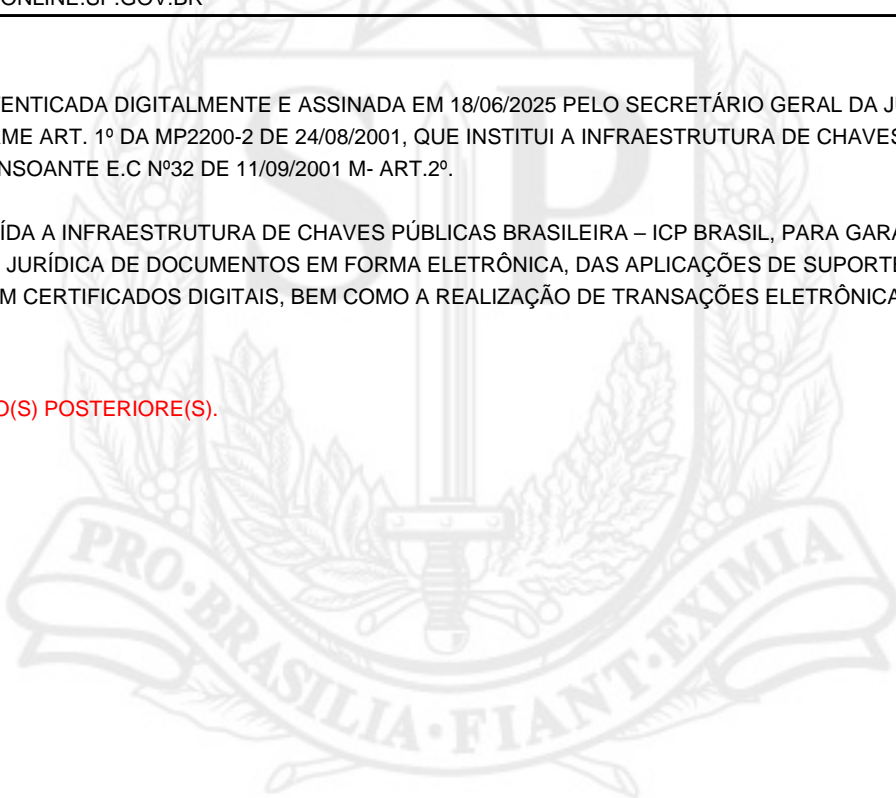 ONLINE.SP.GOV.BR
ENTICADA DIGITALMENTE E ASSINADA EM 18/06/2025 PELO SECRETÁRIO GERAL DA J
ME ART. 1º DA MP2200-2 DE 24/08/2001, QUE INSTITUI A INFRAESTRUTURA DE CHAVES
NSOANTE E.C Nº32 DE 11/09/2001 M- ART.2º.
ÍDA A INFRAESTRUTURA DE CHAVES PÚBLICAS BRASILEIRA – ICP BRASIL, PARA GARA
JURÍDICA DE DOCUMENTOS EM FORMA ELETRÔNICA, DAS APLICAÇÕES DE SUPORTE
M CERTIFICADOS DIGITAIS, BEM COMO A REALIZAÇÃO DE TRANSAÇÕES ELETRÔNICA
O(S) POSTERIORE(S).
SP
PRO·BRASILIA·FIANT·EXIMIA